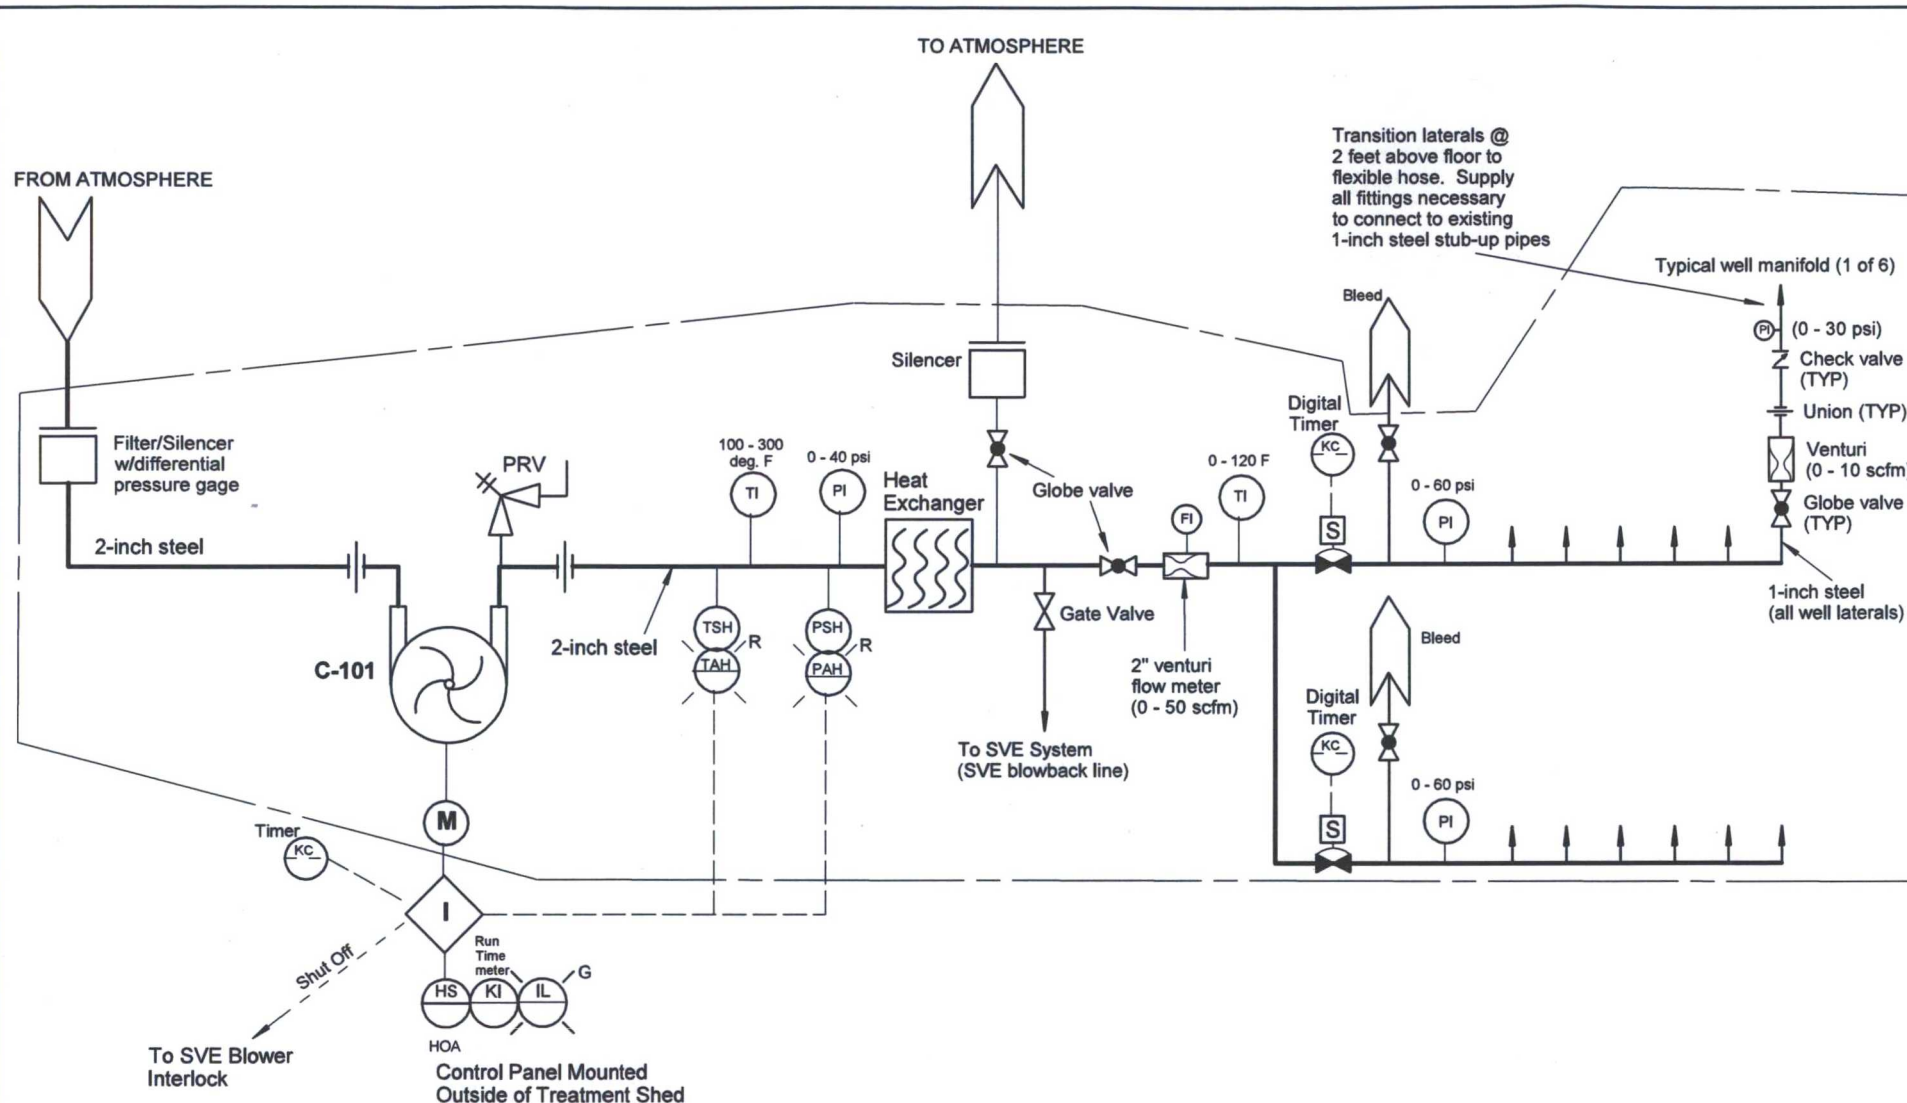 TO ATMOSPHERE
FROM ATMOSPHERE
Transition laterals @
2 feet above floor to
flexible hose. Supply
all fittings necessary
to connect to existing
1-inch steel stub-up pipes
Typical well manifold (1 of 6)
Bleed
PI
(0 - 30 psi)
Check valve
(TYP)
Union (TYP)
Venturi
(0 - 10 scfm)
Globe valve
(TYP)
1-inch steel
(all well laterals)
Silencer
Digital
Timer
KC
S
0 - 60 psi
PI
Filter/Silencer
w/differential
pressure gage
2-inch steel
PRV
100 - 300
deg. F
TI
0 - 40 psi
PI
Heat
Exchanger
Globe valve
FI
0 - 120 F
TI
C-101
2-inch steel
TSH
TAH
R
PSH
PAH
R
Gate Valve
To SVE System
(SVE blowback line)
2" venturi
flow meter
(0 - 50 scfm)
Bleed
Digital
Timer
KC
S
0 - 60 psi
PI
M
Timer
KC
I
Shut Off
Run
Time
meter
HS
KI
IL
G
HOA
To SVE Blower
Interlock
Control Panel Mounted
Outside of Treatment Shed